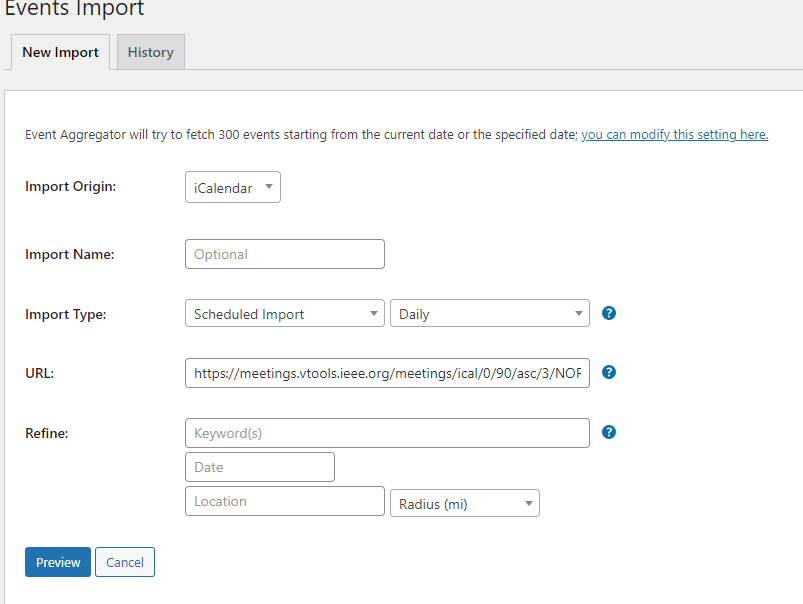 Events Import
New Import History
Event Aggregator will try to fetch 300 events starting from the current date or the specified date; you can modify this setting here.
Import Origin: iCalendar
Import Name: Optional
Import Type: Scheduled Import Daily ?
URL: https://meetings.vtools.ieee.org/meetings/ical/0/90/asc/3/NOF ?
Refine: Keyword(s) ?
Date
Location Radius (mi)
Preview Cancel